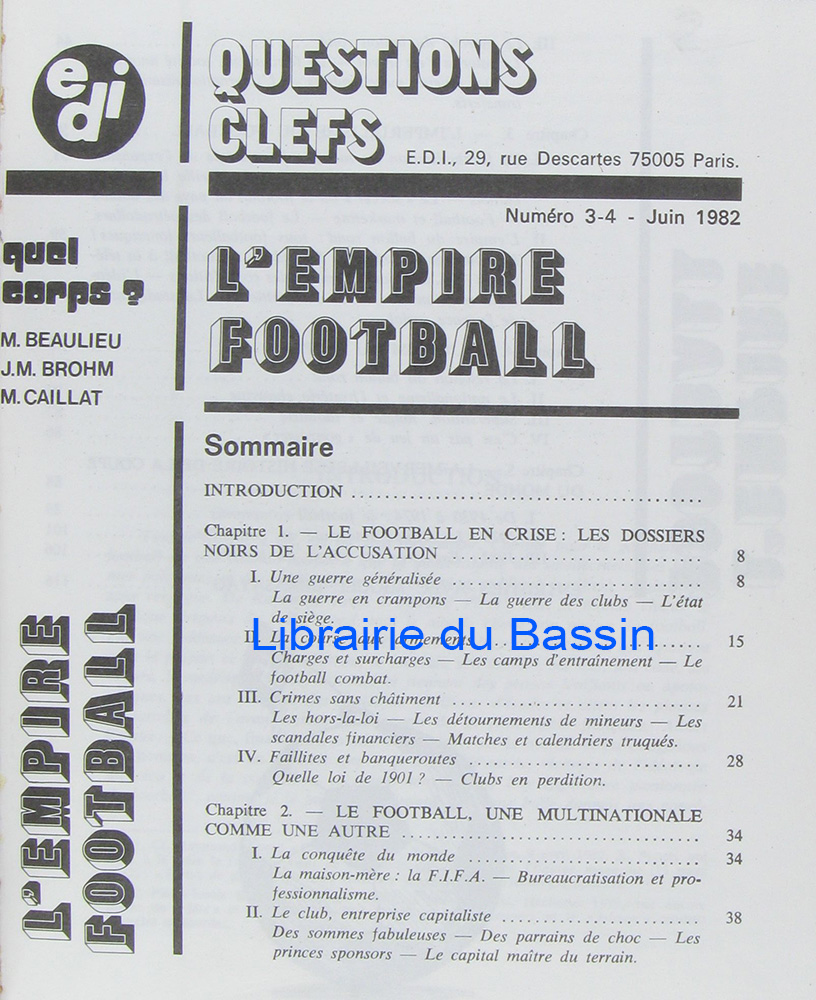 edi
QUESTIONS
CLEFS
E.D.I., 29, rue Descartes 75005 Paris.
Numéro 3-4 - Juin 1982
quel
corps ?
M. BEAULIEU
J.M. BROHM
M. CAILLAT
L'EMPIRE
FOOTBALL
L'EMPIRE
FOOTBALL
Sommaire
INTRODUCTION ........................................
Chapitre 1. — LE FOOTBALL EN CRISE : LES DOSSIERS
NOIRS DE L'ACCUSATION ............................ 8
I. Une guerre généralisée ............................ 8
La guerre en crampons — La guerre des clubs — L'état
de siège.
II. La course aux armements ............................ 15
Charges et surcharges — Les camps d'entraînement — Le
football combat.
III. Crimes sans châtiment ............................ 21
Les hors-la-loi — Les détournements de mineurs — Les
scandales financiers — Matches et calendriers truqués.
IV. Faillites et banqueroutes ............................ 28
Quelle loi de 1901 ? — Clubs en perdition.
Chapitre 2. — LE FOOTBALL, UNE MULTINATIONALE
COMME UNE AUTRE ............................ 34
I. La conquête du monde ............................ 34
La maison-mère : la F.I.F.A. — Bureaucratisation et pro-
fessionnalisme.
II. Le club, entreprise capitaliste ............................ 38
Des sommes fabuleuses — Des parrains de choc — Les
princes sponsors — Le capital maître du terrain.
Librairie du Bassin